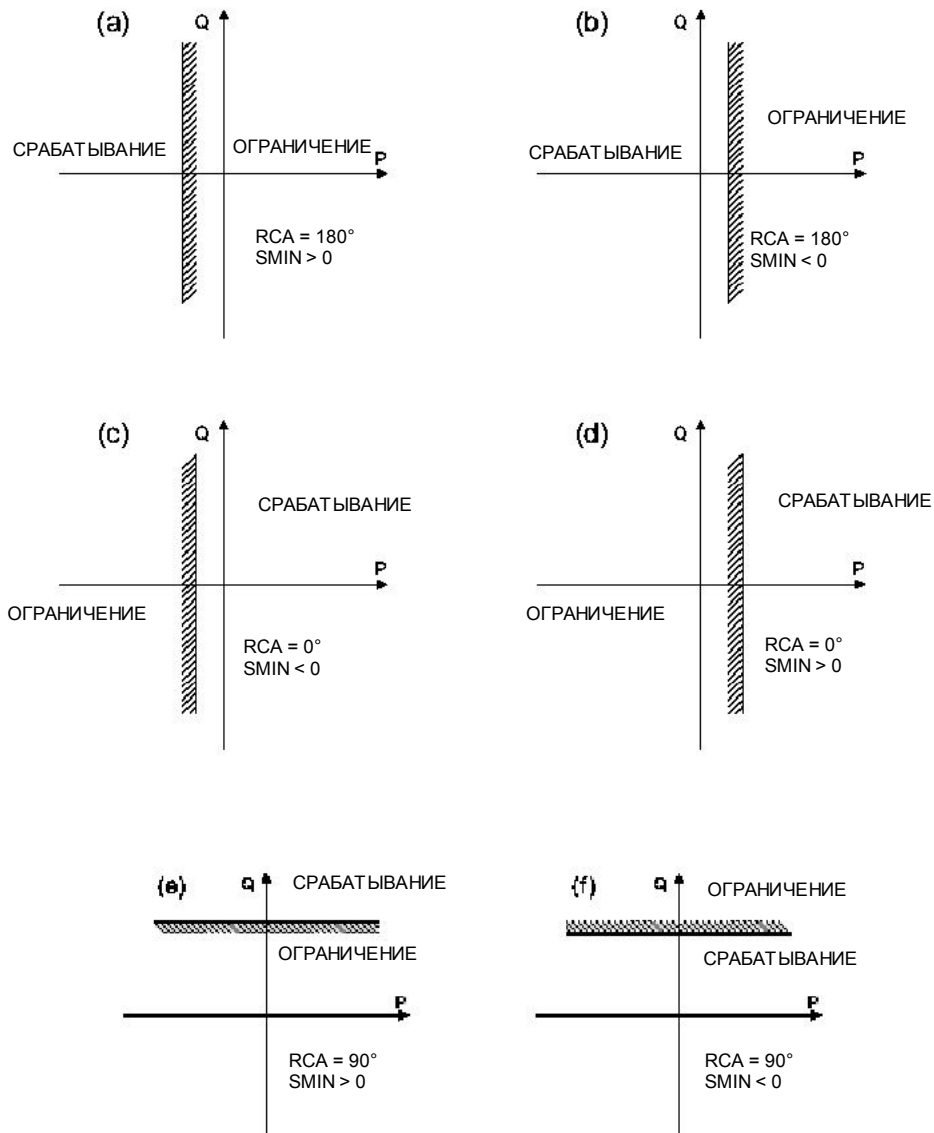 (a)
Q
СРАБАТЫВАНИЕ
ОГРАНИЧЕНИЕ
P
RCA = 180°
SMIN > 0
(b)
Q
ОГРАНИЧЕНИЕ
СРАБАТЫВАНИЕ
P
RCA = 180°
SMIN < 0
(c)
Q
СРАБАТЫВАНИЕ
P
ОГРАНИЧЕНИЕ
RCA = 0°
SMIN < 0
(d)
Q
СРАБАТЫВАНИЕ
P
ОГРАНИЧЕНИЕ
RCA = 0°
SMIN > 0
(e)
Q
СРАБАТЫВАНИЕ
ОГРАНИЧЕНИЕ
P
RCA = 90°
SMIN > 0
(f)
Q
ОГРАНИЧЕНИЕ
СРАБАТЫВАНИЕ
P
RCA = 90°
SMIN < 0